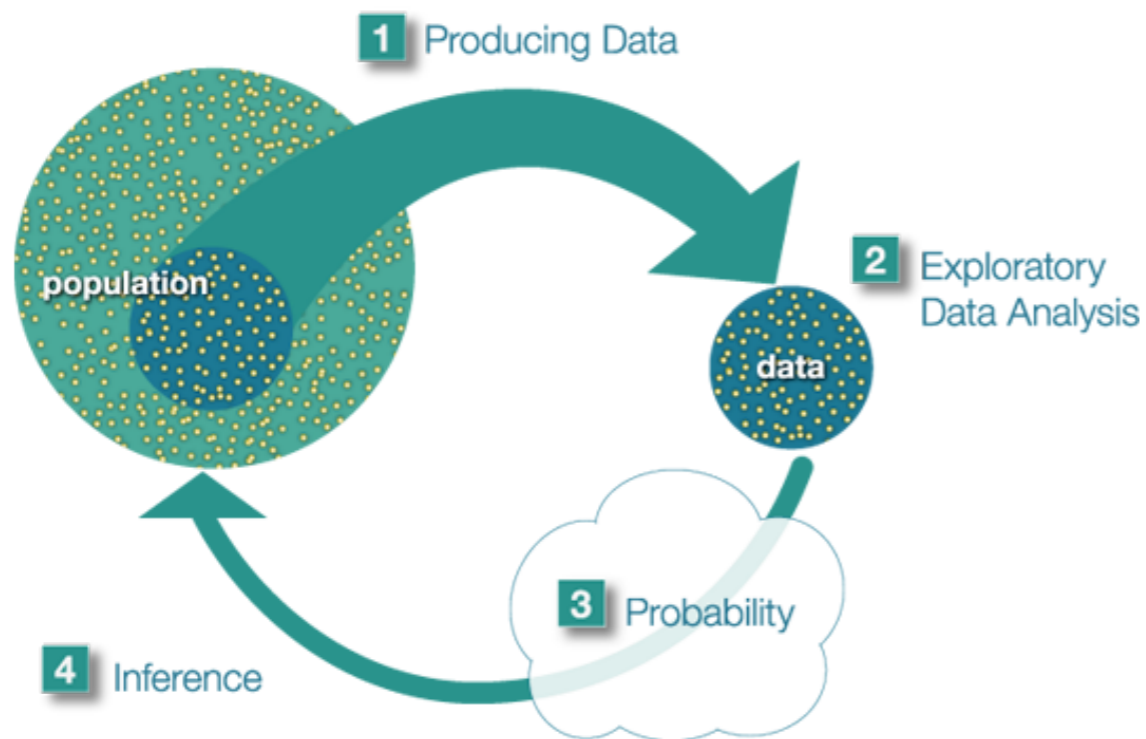 1 Producing Data
population
2 Exploratory
Data Analysis
data
3 Probability
4 Inference